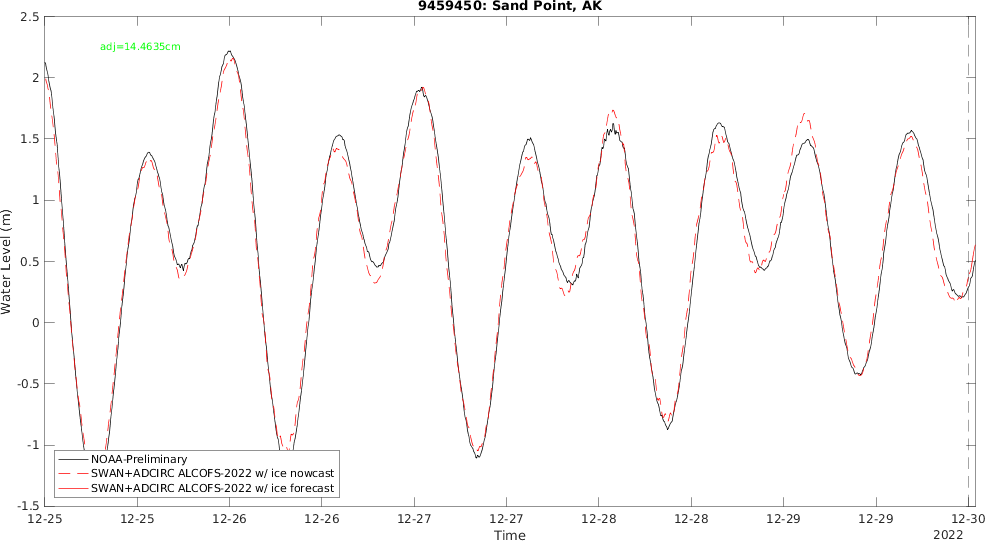 9459450: Sand Point, AK
adj=14.4635cm
2.5
2
1.5
1
0.5
0
-0.5
-1
-1.5
Water Level (m)
NOAA-Preliminary
SWAN+ADCIRC ALCOFS-2022 w/ ice nowcast
SWAN+ADCIRC ALCOFS-2022 w/ ice forecast
12-25 12-25 12-26 12-26 12-27 12-27 12-28 12-28 12-29 12-29 12-30
Time
2022